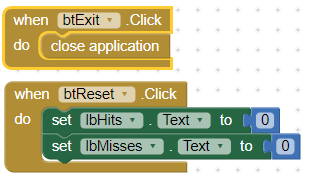 when btExit .Click
do close application
when btReset .Click
do set lbHits . Text to 0
set lbMisses . Text to 0